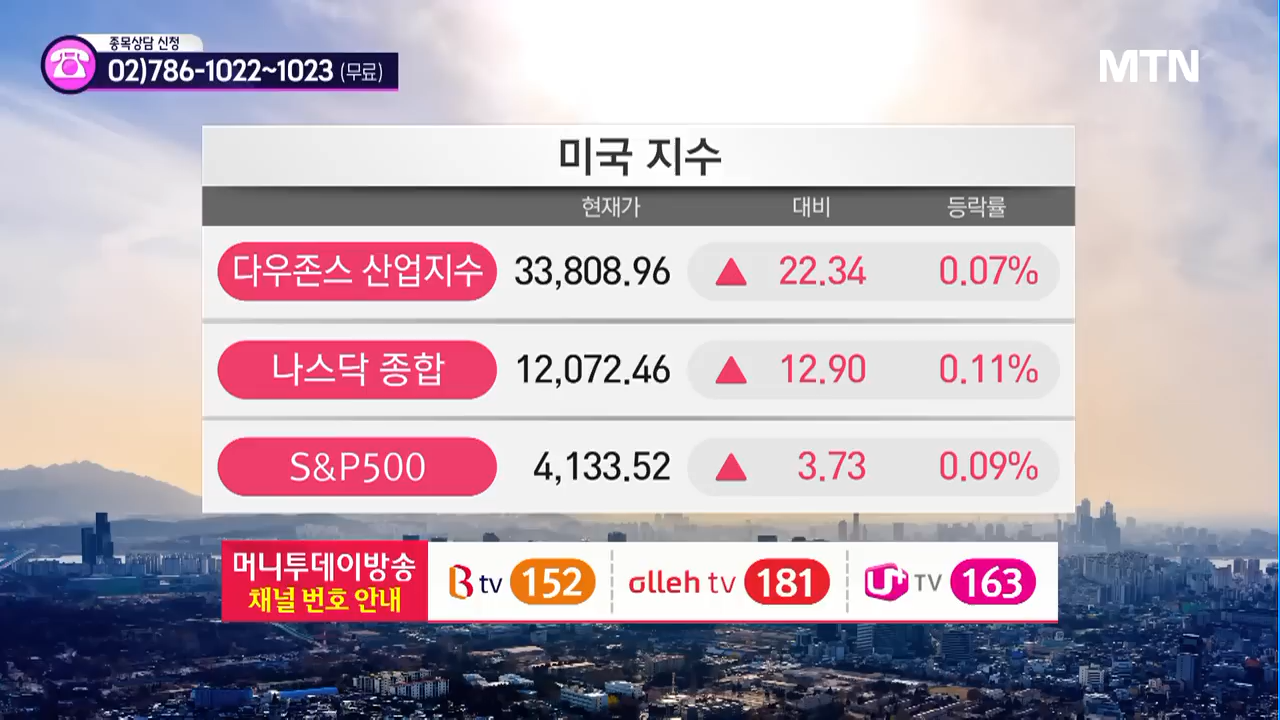 종목상담 신청
02)786-1022~1023 (무료)
MTN
미국 지수
현재가 대비 등락률
다우존스 산업지수 33,808.96 ▲ 22.34 0.07%
나스닥 종합 12,072.46 ▲ 12.90 0.11%
S&P500 4,133.52 ▲ 3.73 0.09%
머니투데이방송
채널 번호 안내
B tv 152
olleh tv 181
U+ TV 163